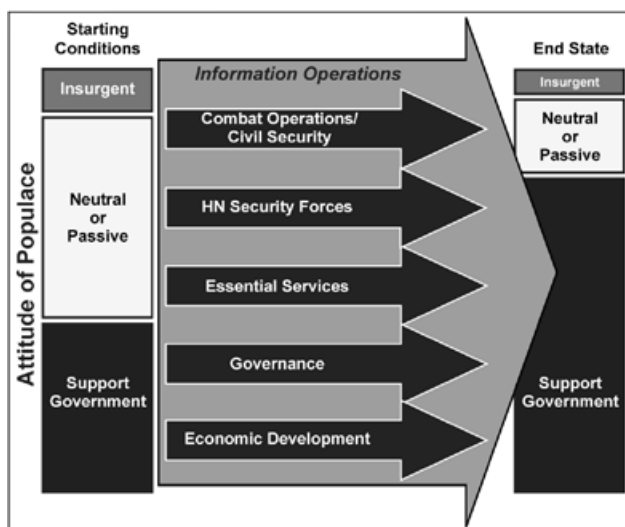 Starting
Conditions
End State
Information Operations
Attitude of Populace
Insurgent
Neutral
or
Passive
Support
Government
Combat Operations/
Civil Security
HN Security Forces
Essential Services
Governance
Economic Development
Insurgent
Neutral
or
Passive
Support
Government